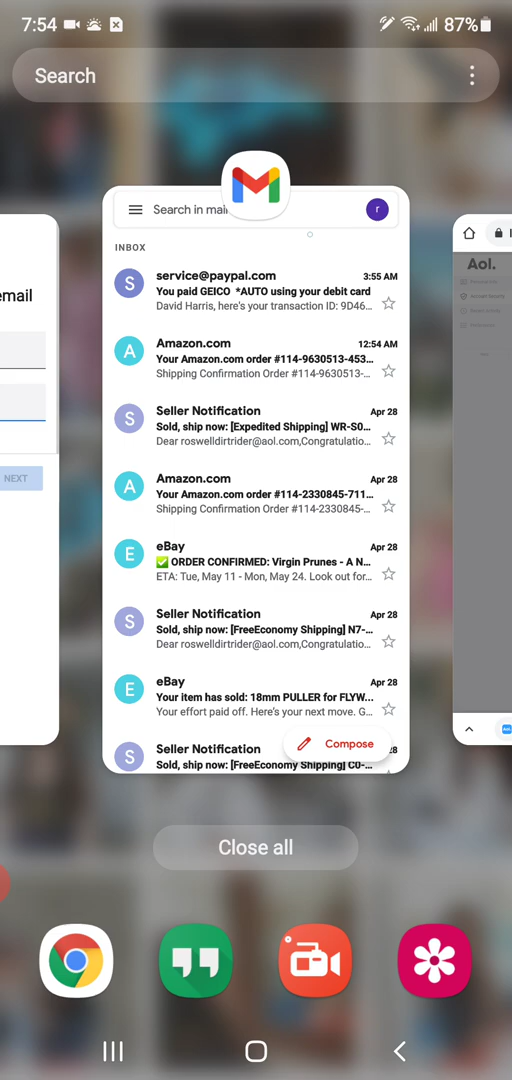 7:54
87%
Search
Search in mai
r
email
INBOX
NEXT
S
service@paypal.com
3:55 AM
You paid GEICO *AUTO using your debit card
David Harris, here's your transaction ID: 9D46...
A
Amazon.com
12:54 AM
Your Amazon.com order #114-9630513-453...
Shipping Confirmation Order #114-9630513-...
S
Seller Notification
Apr 28
Sold, ship now: [Expedited Shipping] WR-S0...
Dear roswelldirtrider@aol.com,Congratulatio...
A
Amazon.com
Apr 28
Your Amazon.com order #114-2330845-711...
Shipping Confirmation Order #114-2330845-...
E
eBay
Apr 28
✅ ORDER CONFIRMED: Virgin Prunes - A N...
ETA: Tue, May 11 - Mon, May 24. Look out for...
S
Seller Notification
Apr 28
Sold, ship now: [FreeEconomy Shipping] N7-...
Dear roswelldirtrider@aol.com,Congratulatio...
E
eBay
Apr 28
Your item has sold: 18mm PULLER for FLYW...
Your effort paid off. Here's your next move. G...
S
Seller Notification
28
Sold, ship now: [FreeEconomy Shipping] C0-...
Compose
Aol.
Close all